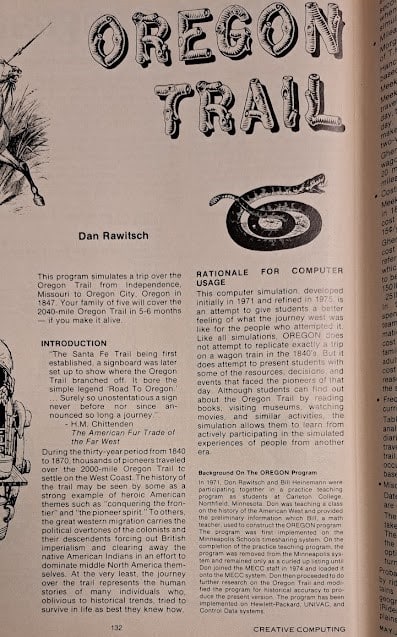 OREGON
TRAIL
Dan Rawitsch
This program simulates a trip over the
Oregon Trail from Independence,
Missouri to Oregon City, Oregon in
1847. Your family of five will cover the
2040-mile Oregon Trail in 5-6 months
— if you make it alive.
INTRODUCTION
"The Santa Fe Trail being first
established, a signboard was later
set up to show where the Oregon
Trail branched off. It bore the
simple legend 'Road To Oregon.'
... Surely so unostentatious a sign
never before nor since an-
nounced so long a journey."
- H.M. Chittenden
The American Fur Trade of
the Far West
During the thirty-year period from 1840
to 1870, thousands of pioneers traveled
over the 2000-mile Oregon Trail to
settle on the West Coast. The history of
the trail may be seen by some as a
strong example of heroic American
themes such as "conquering the fron-
tier" and "the pioneer spirit." To others,
the great western migration carries the
political overtones of the colonists and
their descendents forcing out British
imperialism and clearing away the
native American Indians in an effort to
dominate middle North America them-
selves. At the very least, the journey
over the trail represents the human
stories of many individuals who,
oblivious to historical trends, tried to
survive in life as best they knew how.
RATIONALE FOR COMPUTER
USAGE
This computer simulation, developed
initially in 1971 and refined in 1975, is
an attempt to give students a better
feeling of what the journey west was
like for the people who attempted it.
Like all simulations, OREGON does
not attempt to replicate exactly a trip
on a wagon train in the 1840's. But it
does attempt to present students with
some of the resources, decisions, and
events that faced the pioneers of that
day. Although students can find out
about the Oregon Trail by reading
books, visiting museums, watching
movies, and similar activities, the
simulation allows them to learn from
actively participating in the simulated
experiences of people from another
era.
Background On The OREGON Program
In 1971, Don Rawitsch and Bill Heinemann were
participating together in a practice teaching
program as students at Carleton College,
Northfield, Minnesota. Don was teaching a class
on the history of the American West and provided
the preliminary information which Bill, a math
teacher, used to construct the OREGON program.
The program was first implemented on the
Minneapolis Schools timesharing system. On the
completion of the practice teaching program, the
program was removed from the Minneapolis sys-
tem and remained only as a curled up listing until
Don joined the MECC staff in 1974 and loaded it
onto the MECC system. Don then proceeded to do
further research on the Oregon Trail and modi-
fied the program for historical accuracy to pro-
duce the present version. The program has been
implemented on Hewlett-Packard, UNIVAC, and
Control Data systems.
132
CREATIVE COMPUTING